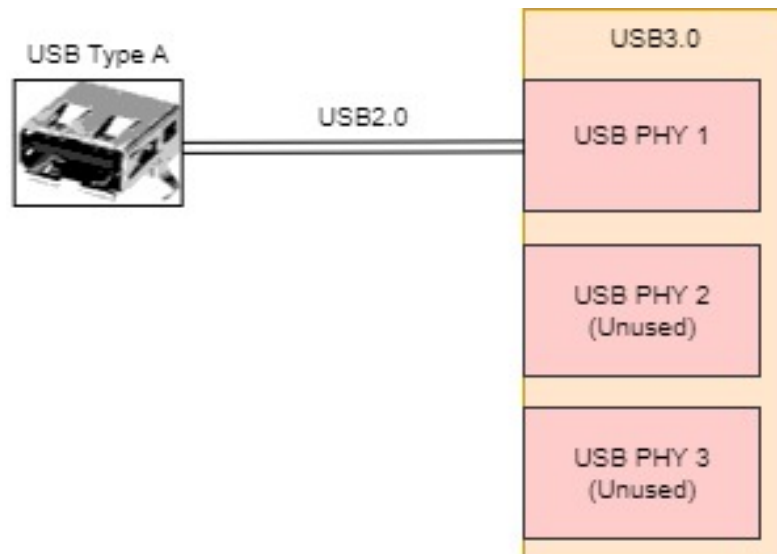 USB3.0
USB Type A
USB2.0
USB PHY 1
USB PHY 2
(Unused)
USB PHY 3
(Unused)